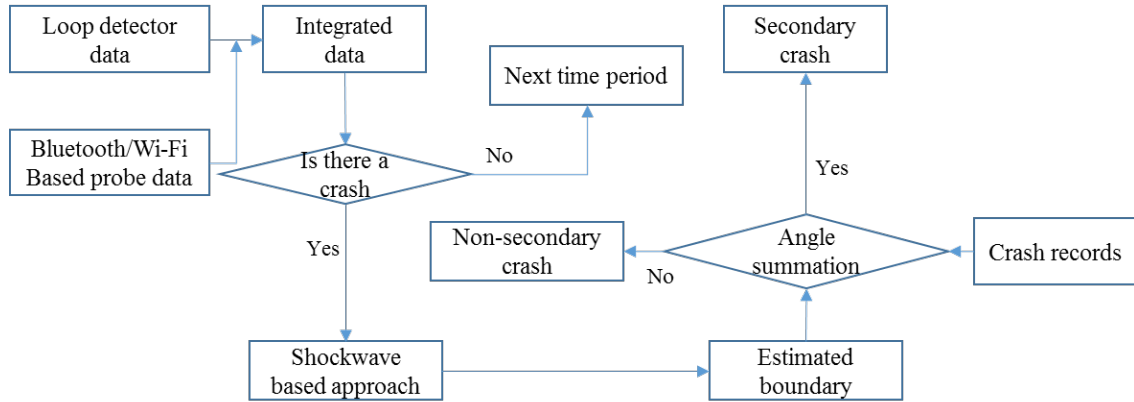 Loop detector
data
Integrated
data
Secondary
crash
Next time period
Bluetooth/Wi-Fi
Based probe data
Is there a
crash
No
Yes
Yes
Non-secondary
crash
No
Angle
summation
Crash records
Shockwave
based approach
Estimated
boundary